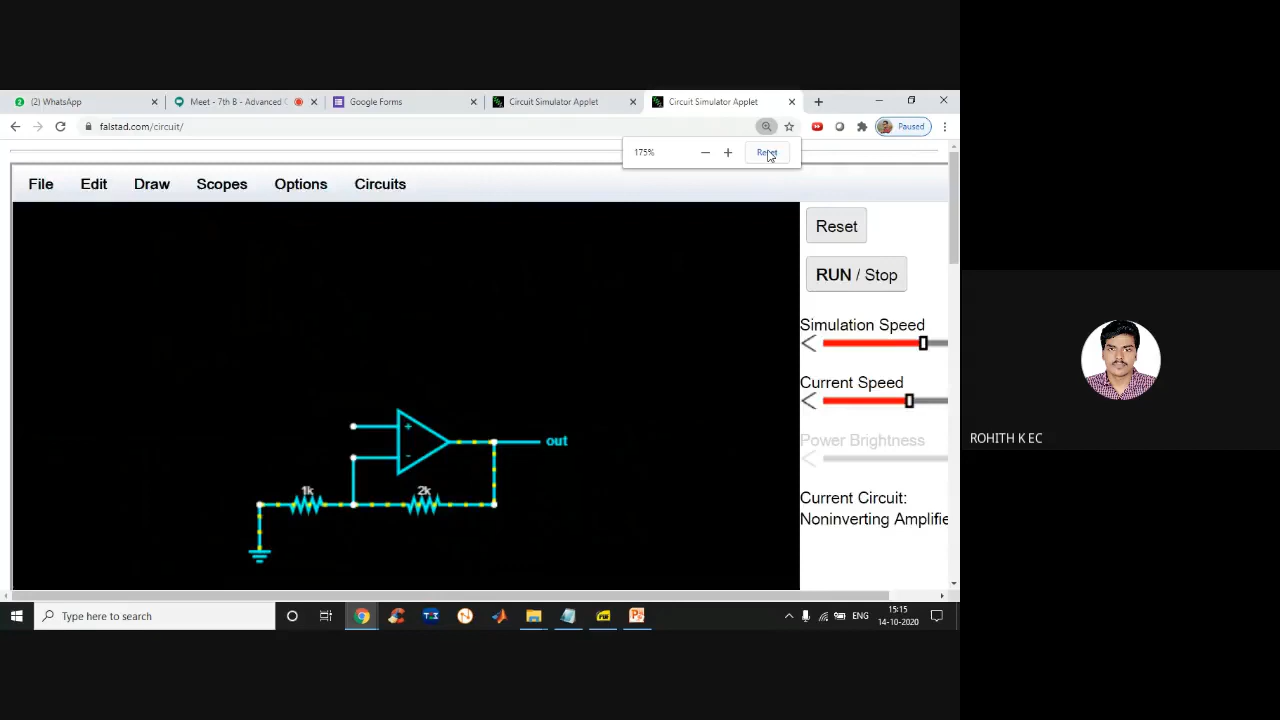 2 (2) WhatsApp
Meet - 7th B - Advanced
Google Forms
Circuit Simulator Applet
Circuit Simulator Applet
falstad.com/circuit/
Paused
175%
Reset
File Edit Draw Scopes Options Circuits
Reset
RUN / Stop
Simulation Speed
Current Speed
Power Brightness
Current Circuit:
Noninverting Amplifie
+
-
out
1k
2k
ROHITH K EC
Type here to search
ENG
15:15
14-10-2020